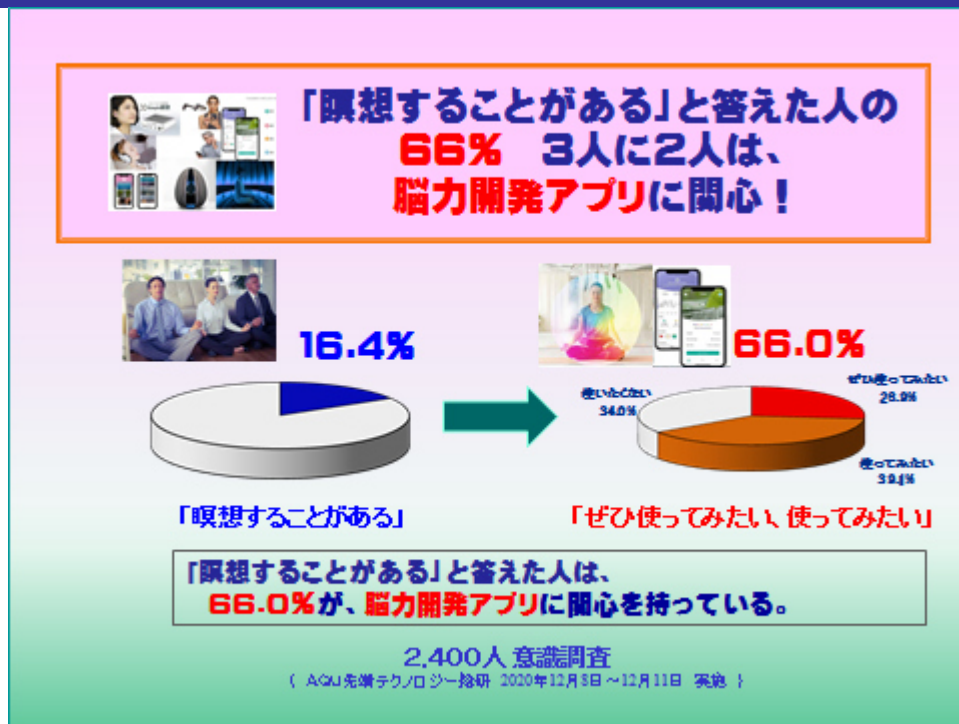 「瞑想することがある」と答えた人の
66% 3人に2人は、
脳力開発アプリに関心！
16.4%
66.0%
使いたくない
34.0%
ぜひ使ってみたい
26.9%
使ってみたい
39.1%
「瞑想することがある」
「ぜひ使ってみたい、使ってみたい」
「瞑想することがある」と答えた人は、
66.0%が、脳力開発アプリに関心を持っている。
2,400人 意識調査
( AQU先端テクノロジー総研 2020年12月8日～12月11日 実施 )